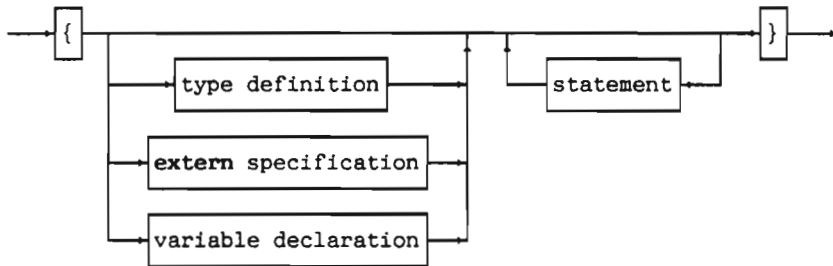 { }
type definition statement
extern specification
variable declaration